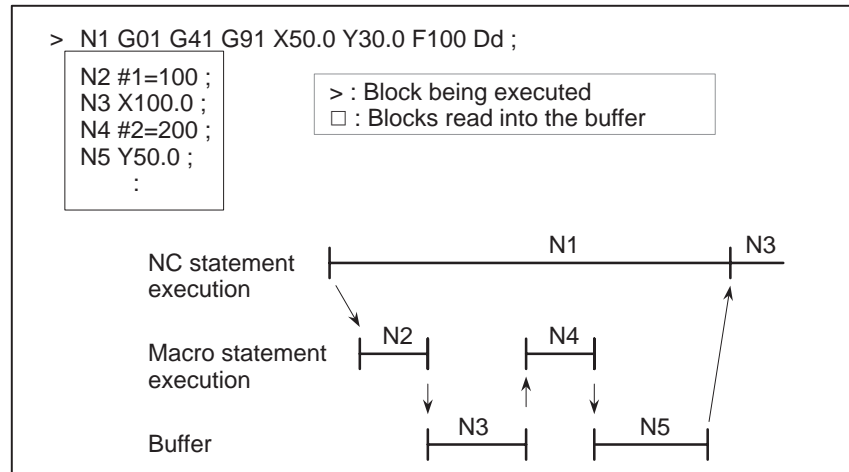 > N1 G01 G41 G91 X50.0 Y30.0 F100 Dd ;
N2 #1=100 ;
N3 X100.0 ;
N4 #2=200 ;
N5 Y50.0 ;
:
> : Block being executed
□ : Blocks read into the buffer
N1
N3
NC statement
execution
N2
N4
Macro statement
execution
N3
N5
Buffer